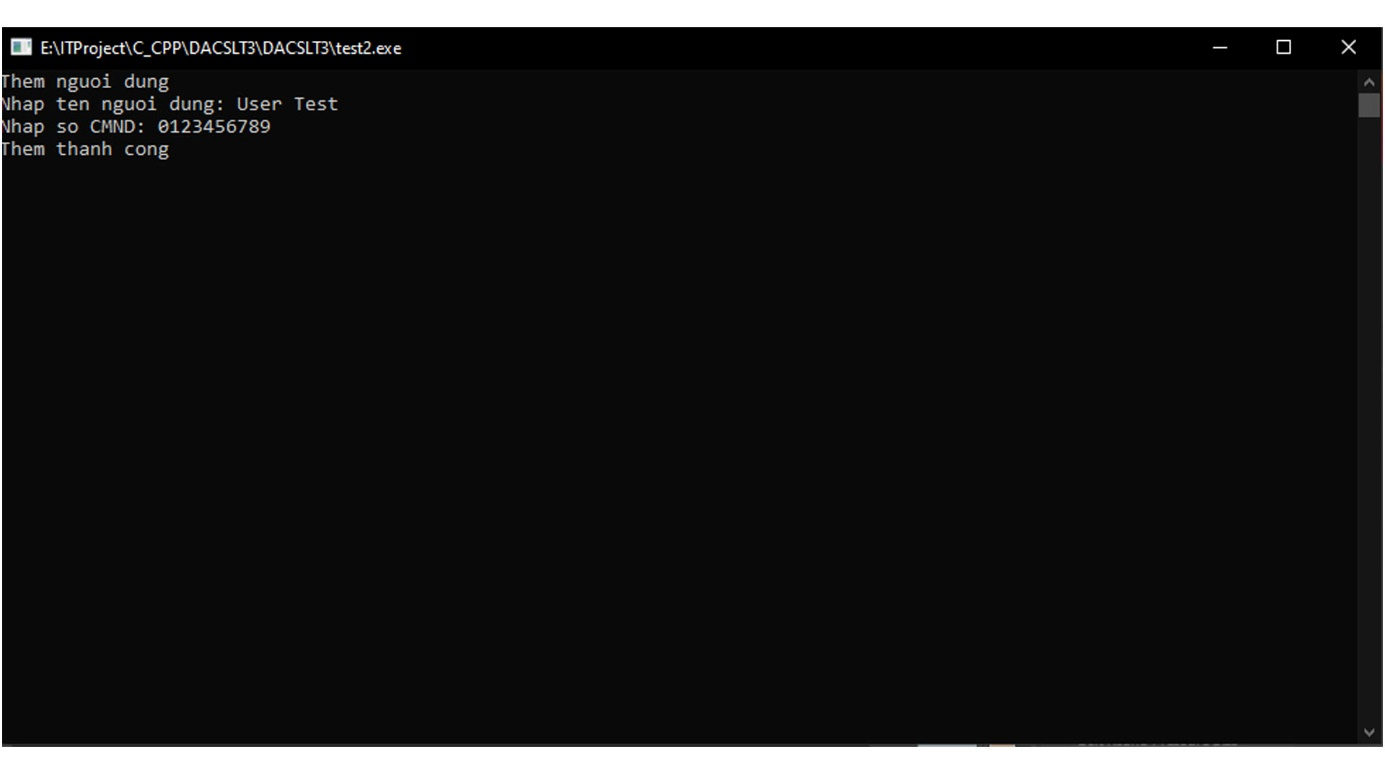 E:\ITProject\C_CPP\DACSLT3\DACSLT3\test2.exe
Them nguoi dung
Nhap ten nguoi dung: User Test
Nhap so CMND: 0123456789
Them thanh cong